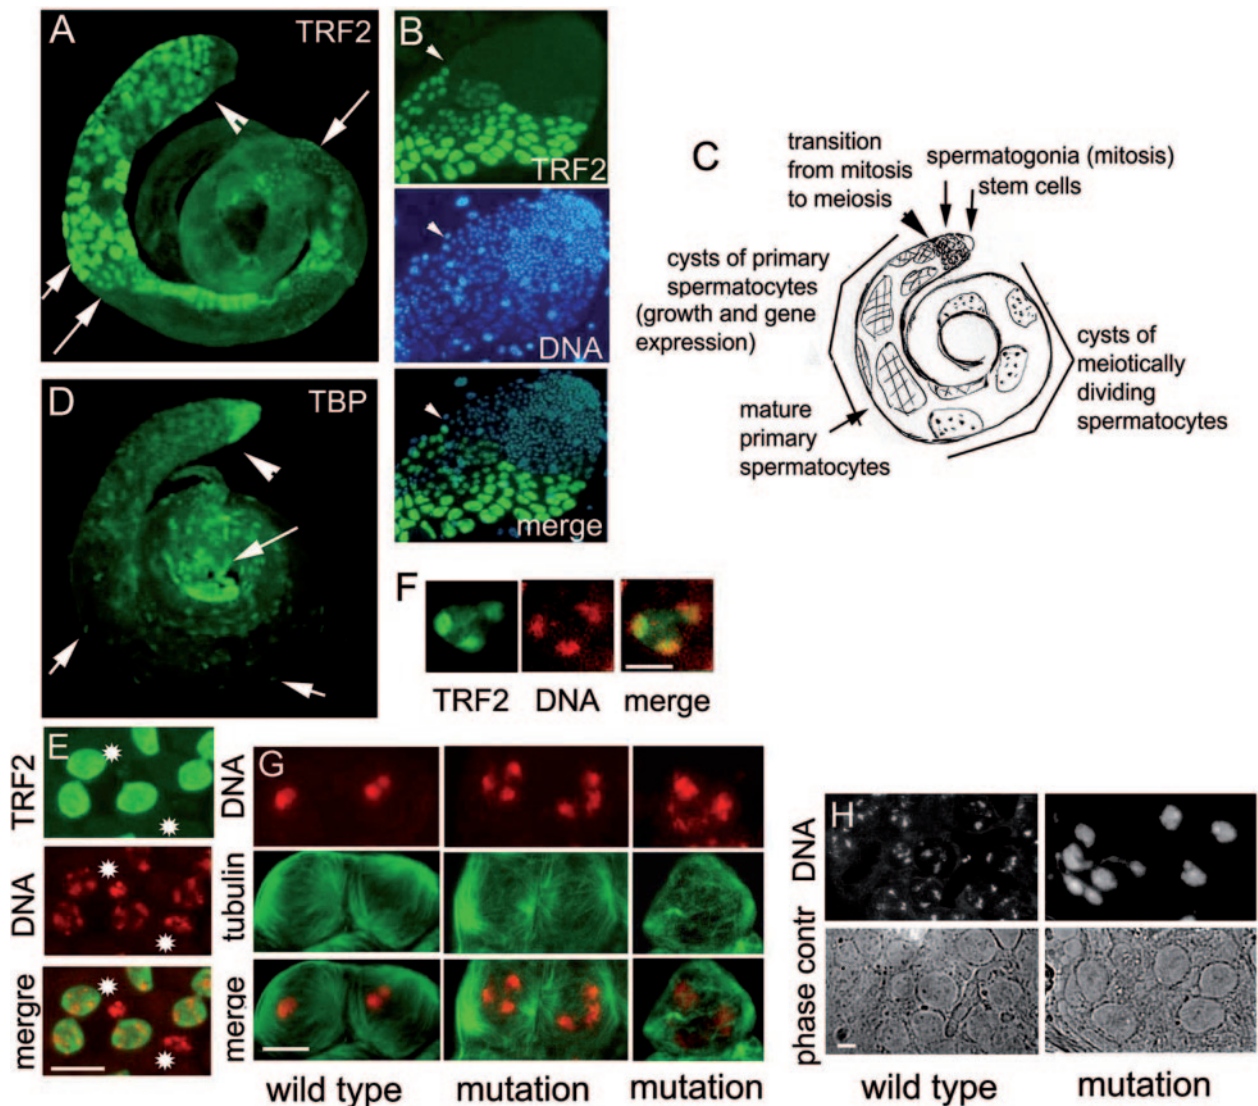 A
TRF2
B
TRF2
DNA
merge
C
transition
from mitosis
to meiosis
spermatogonia (mitosis)
stem cells
cysts of primary
spermatocytes
(growth and gene
expression)
mature
primary
spermatocytes
cysts of
meiotically
dividing
spermatocytes
D
TBP
F
TRF2
DNA
merge
E
TRF2
DNA
mergre
G
DNA
tubulin
merge
wild type
mutation
mutation
H
DNA
phase contr
wild type
mutation